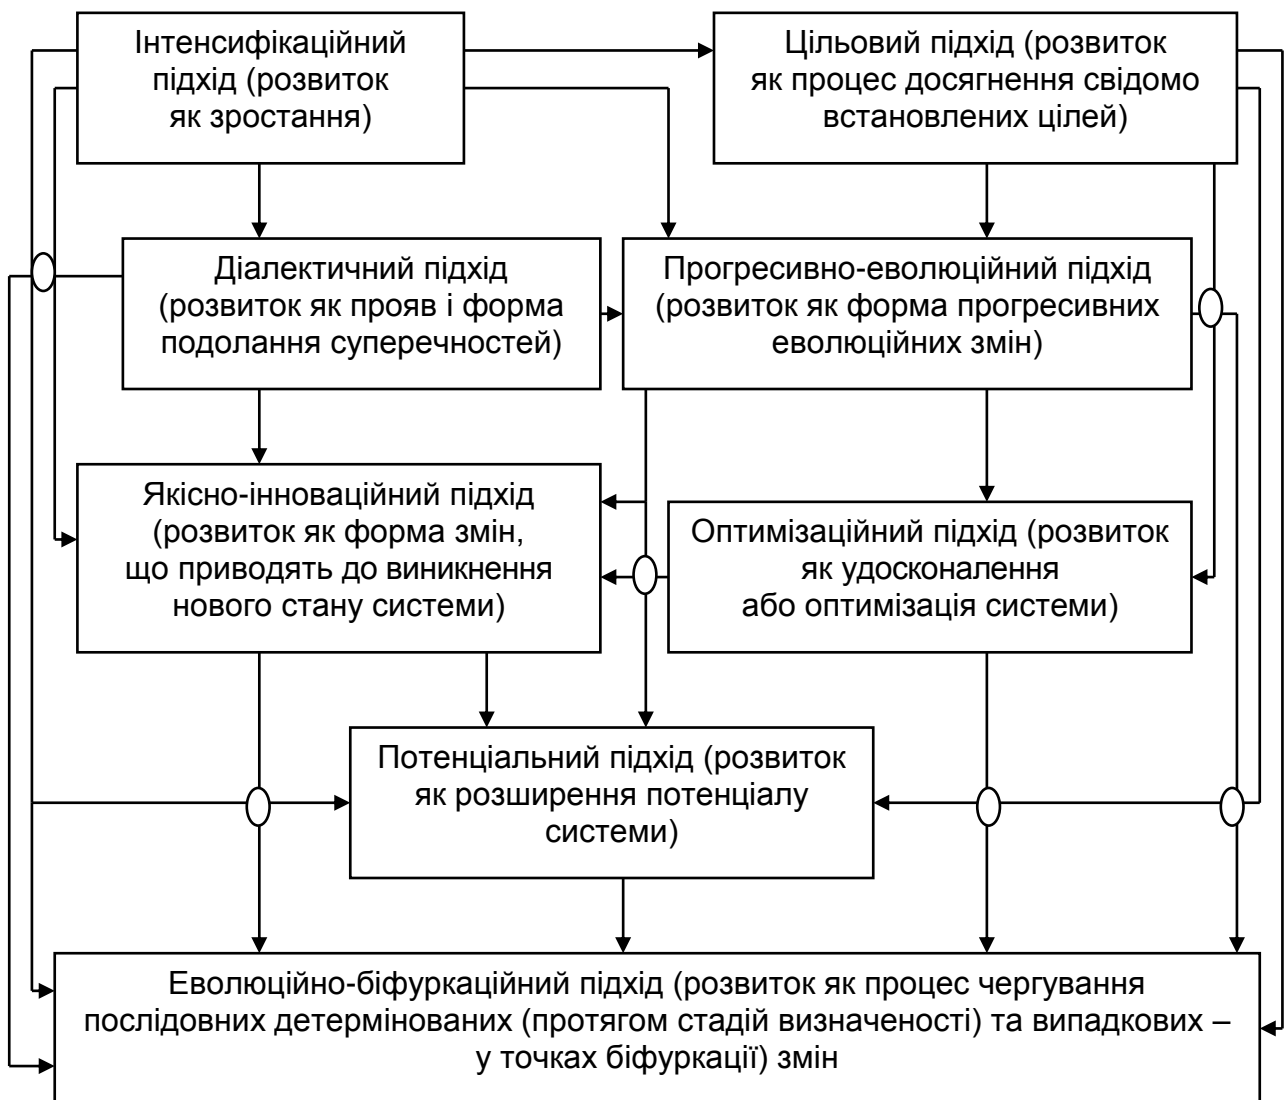 Інтенсифікаційний
підхід (розвиток
як зростання)
Цільовий підхід (розвиток
як процес досягнення свідомо
встановлених цілей)
Діалектичний підхід
(розвиток як прояв і форма
подолання суперечностей)
Прогресивно-еволюційний підхід
(розвиток як форма прогресивних
еволюційних змін)
Якісно-інноваційний підхід
(розвиток як форма змін,
що приводять до виникнення
нового стану системи)
Оптимізаційний підхід (розвиток
як удосконалення
або оптимізація системи)
Потенціальний підхід (розвиток
як розширення потенціалу
системи)
Еволюційно-біфуркаційний підхід (розвиток як процес чергування
послідовних детермінованих (протягом стадій визначеності) та випадкових –
у точках біфуркації) змін